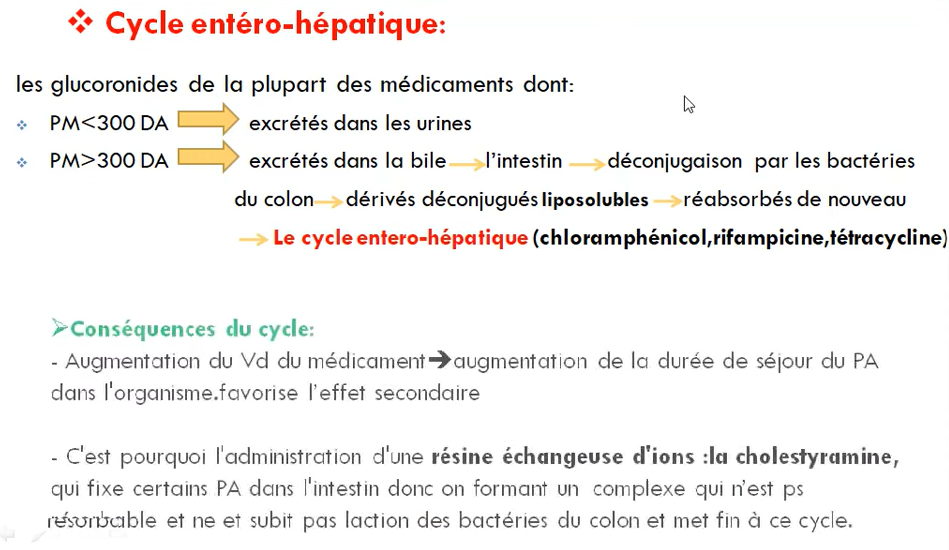 ❖ Cycle entéro-hépatique:
les glucoronides de la plupart des médicaments dont:
❖ PM<300 DA excrétés dans les urines
❖ PM>300 DA excrétés dans la bile → l'intestin → déconjugaison par les bactéries
du colon → dérivés déconjugués liposolubles → réabsorbés de nouveau
→ Le cycle entero-hépatique (chloramphénicol,rifampicine,tétracycline)
➢Conséquences du cycle:
- Augmentation du Vd du médicament➔augmentation de la durée de séjour du PA
dans l'organisme.favorise l'effet secondaire
- C'est pourquoi l'administration d'une résine échangeuse d'ions :la cholestyramine,
qui fixe certains PA dans l'intestin donc on formant un complexe qui n'est ps
résorbable et ne et subit pas laction des bactéries du colon et met fin à ce cycle.